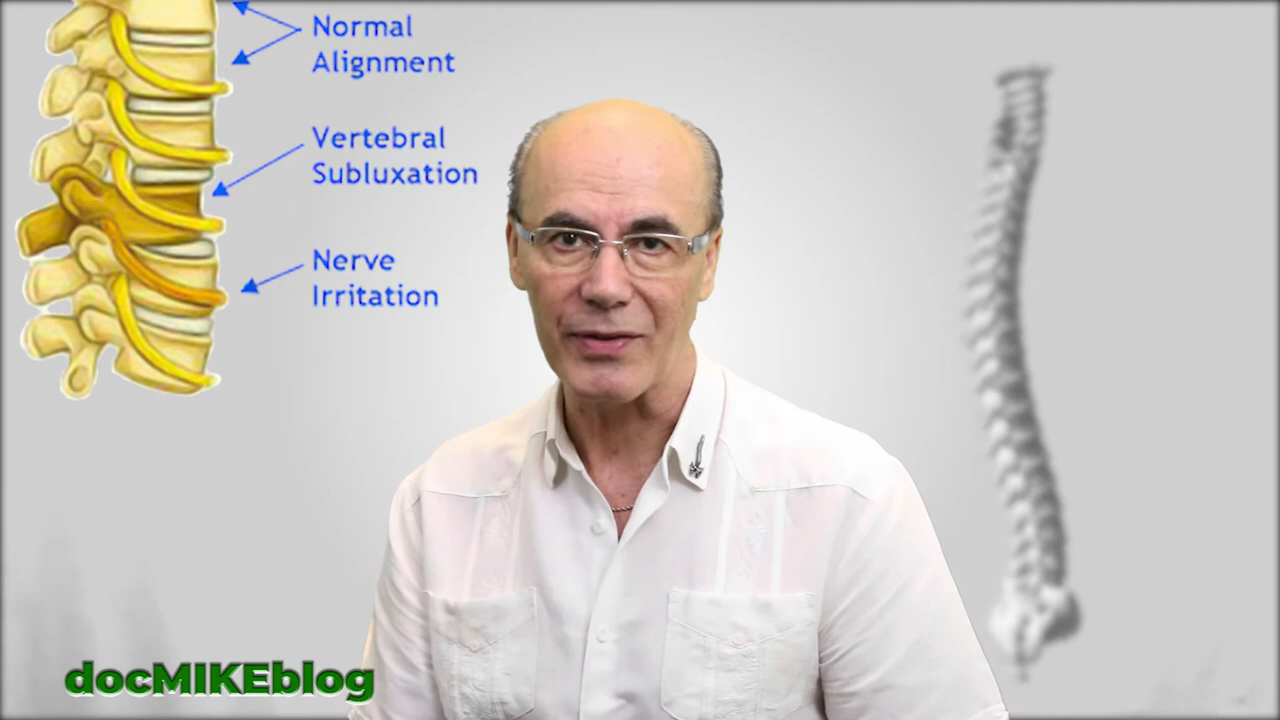 Normal
Alignment
Vertebral
Subluxation
Nerve
Irritation
docMIKEblog